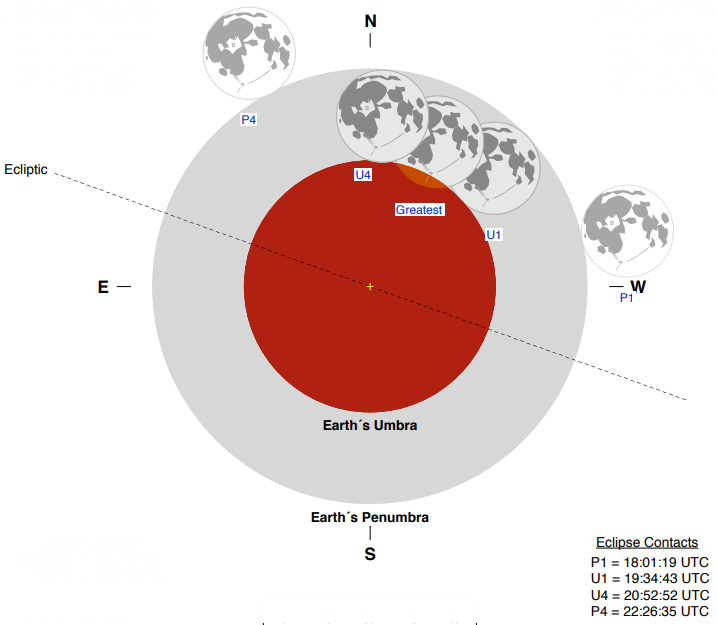 N
P4
Ecliptic
U4
Greatest
U1
E
W
P1
Earth´s Umbra
Earth´s Penumbra
S
Eclipse Contacts
P1 = 18:01:19 UTC
U1 = 19:34:43 UTC
U4 = 20:52:52 UTC
P4 = 22:26:35 UTC